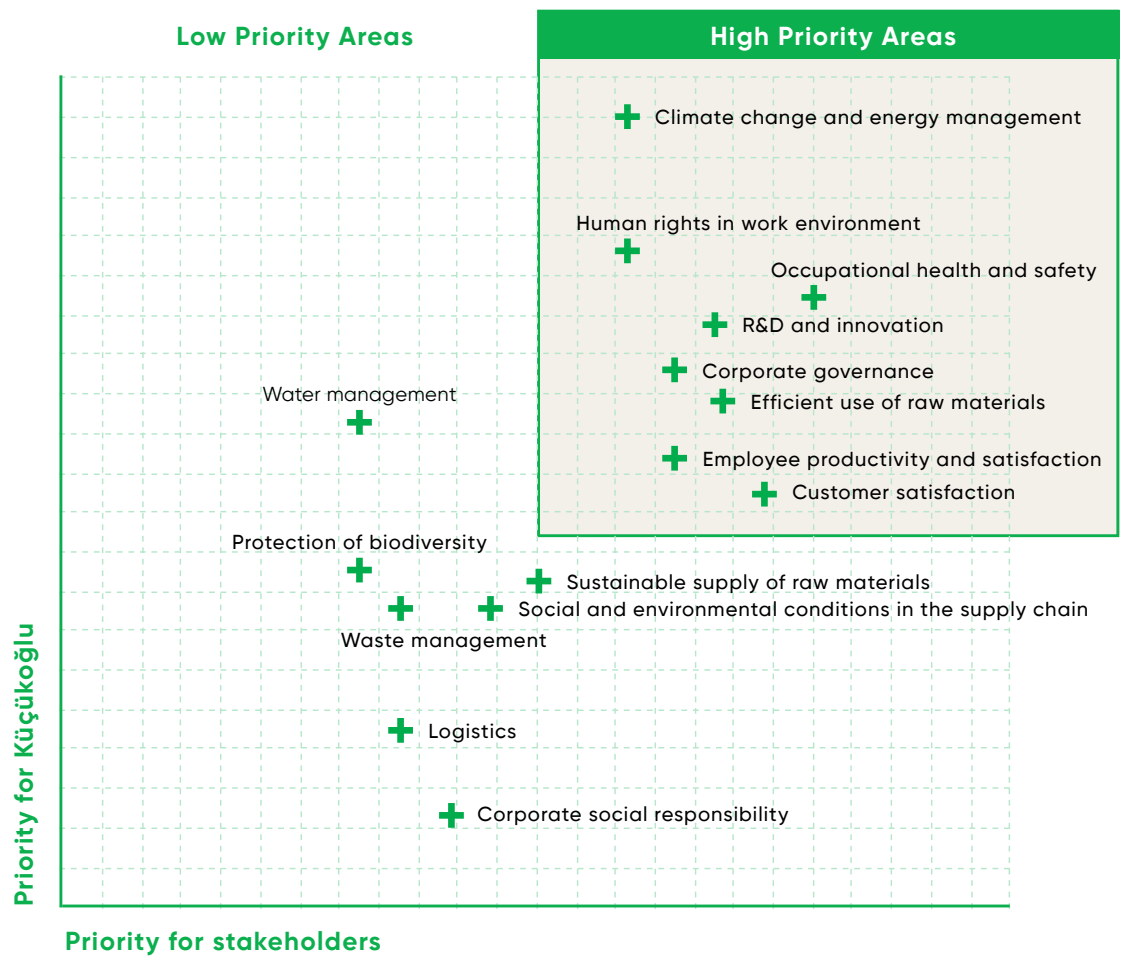 Low Priority Areas
High Priority Areas
Climate change and energy management
Human rights in work environment
Occupational health and safety
R&D and innovation
Corporate governance
Water management
Efficient use of raw materials
Employee productivity and satisfaction
Customer satisfaction
Protection of biodiversity
Sustainable supply of raw materials
Social and environmental conditions in the supply chain
Waste management
Logistics
Corporate social responsibility
Priority for Küçükoğlu
Priority for stakeholders